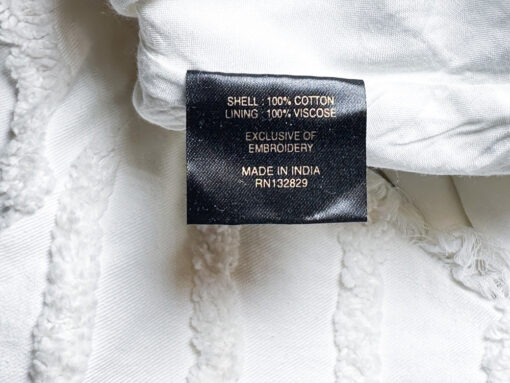 SHELL : 100% COTTON
LINING : 100% VISCOSE
EXCLUSIVE OF
EMBROIDERY
MADE IN INDIA
RN132829